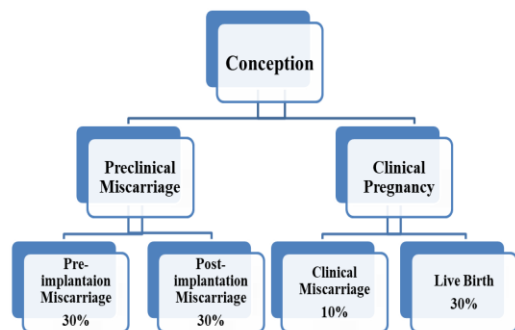 Conception
Preclinical
Miscarriage
Clinical
Pregnancy
Pre-
implantaion
Miscarriage
30%
Post-
implantation
Miscarriage
30%
Clinical
Miscarriage
10%
Live Birth
30%